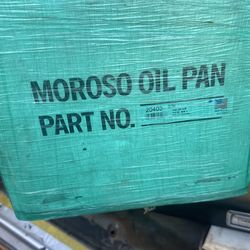 MOROSO OIL PAN
PART NO. 20403